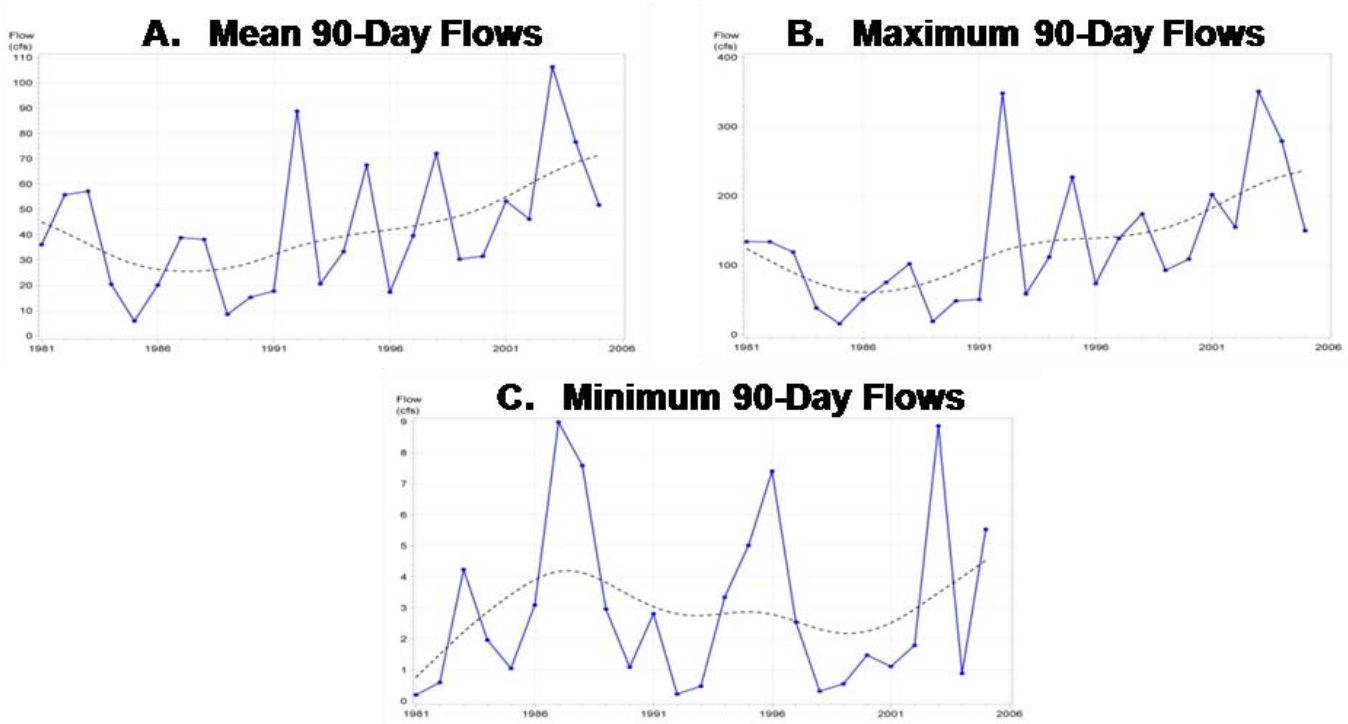 A. Mean 90-Day Flows
Flow
(cfs)
110
100
90
80
70
60
50
40
30
20
10
0
1981 1986 1991 1996 2001 2006
B. Maximum 90-Day Flows
Flow
(cfs)
400
300
200
100
0
1981 1986 1991 1996 2001 2006
C. Minimum 90-Day Flows
Flow
(cfs)
9
8
7
6
5
4
3
2
1
0
1981 1986 1991 1996 2001 2006